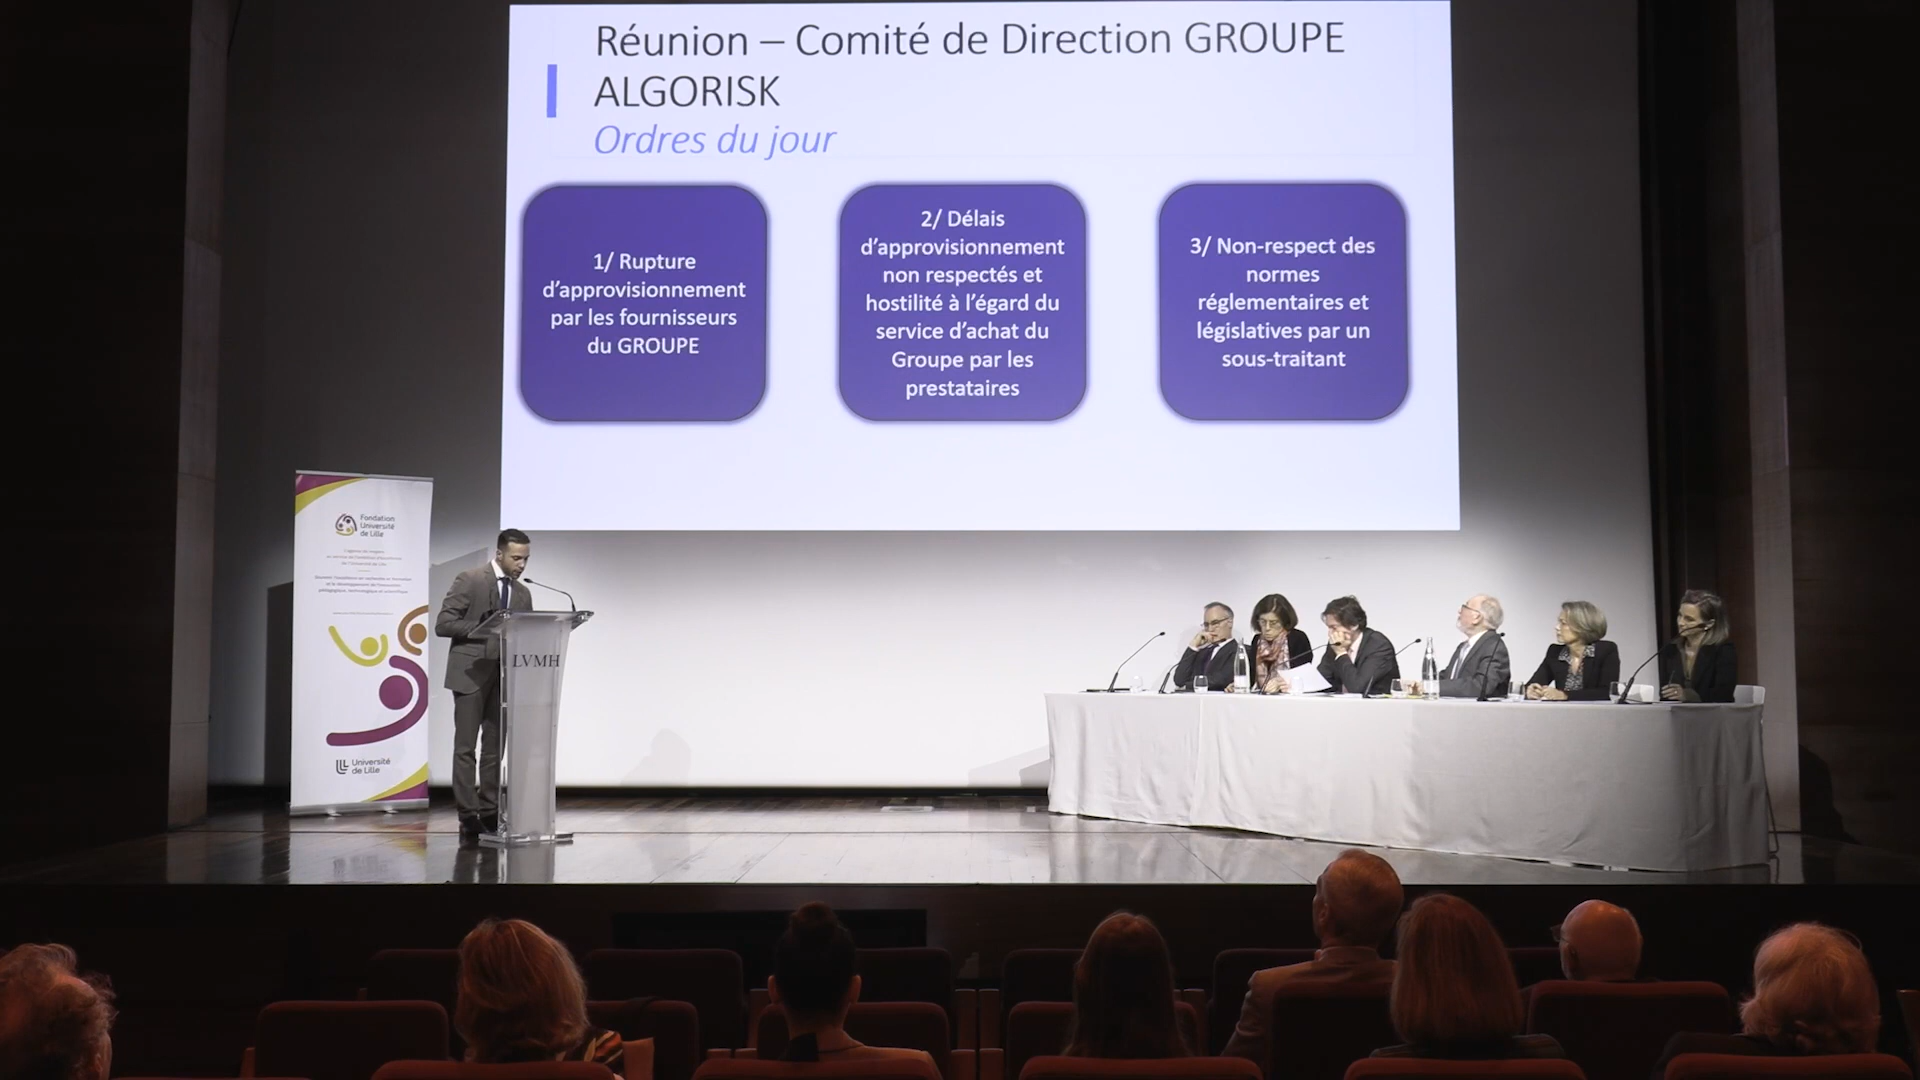 Réunion – Comité de Direction GROUPE
ALGORISK
Ordres du jour
1/ Rupture
d’approvisionnement
par les fournisseurs
du GROUPE
2/ Délais
d’approvisionnement
non respectés et
hostilité à l’égard du
service d’achat du
Groupe par les
prestataires
3/ Non-respect des
normes
réglementaires et
législatives par un
sous-traitant
Fondation
Université
de Lille
Université
de Lille
LVMH